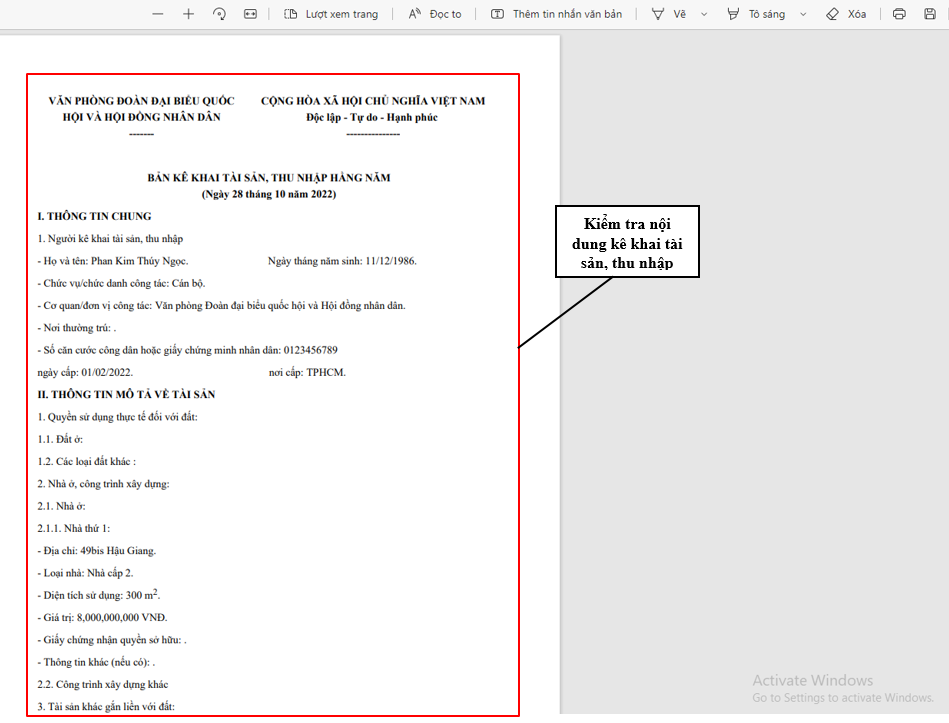 Lượt xem trang
Đọc to
Thêm tin nhắn văn bản
Vẽ
Tô sáng
Xóa
VĂN PHÒNG ĐOÀN ĐẠI BIỂU QUỐC
HỘI VÀ HỘI ĐỒNG NHÂN DÂN
-------
CỘNG HÒA XÃ HỘI CHỦ NGHĨA VIỆT NAM
Độc lập - Tự do - Hạnh phúc
---------------
BẢN KÊ KHAI TÀI SẢN, THU NHẬP HÀNG NĂM
(Ngày 28 tháng 10 năm 2022)
I. THÔNG TIN CHUNG
1. Người kê khai tài sản, thu nhập
- Họ và tên: Phan Kim Thúy Ngọc. Ngày tháng năm sinh: 11/12/1986.
- Chức vụ/chức danh công tác: Cán bộ.
- Cơ quan/đơn vị công tác: Văn phòng Đoàn đại biểu quốc hội và Hội đồng nhân dân.
- Nơi thường trú: .
- Số căn cước công dân hoặc giấy chứng minh nhân dân: 0123456789
ngày cấp: 01/02/2022. nơi cấp: TPHCM.
II. THÔNG TIN MÔ TẢ VỀ TÀI SẢN
1. Quyền sử dụng thực tế đối với đất:
1.1. Đất ở:
1.2. Các loại đất khác :
2. Nhà ở, công trình xây dựng:
2.1. Nhà ở:
2.1.1. Nhà thứ 1:
- Địa chỉ: 49bis Hậu Giang.
- Loại nhà: Nhà cấp 2.
- Diện tích sử dụng: 300 m².
- Giá trị: 8,000,000,000 VNĐ.
- Giấy chứng nhận quyền sở hữu: .
- Thông tin khác (nếu có): .
2.2. Công trình xây dựng khác
3. Tài sản khác gắn liền với đất:
Kiểm tra nội
dung kê khai tài
sản, thu nhập
Activate Windows
Go to Settings to activate Windows.